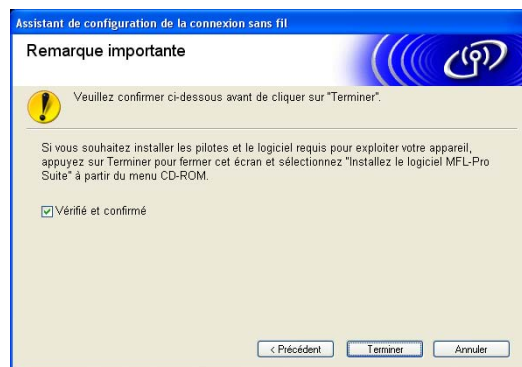 Assistant de configuration de la connexion sans fil
Remarque importante
Veuillez confirmer ci-dessous avant de cliquer sur "Terminer".
Si vous souhaitez installer les pilotes et le logiciel requis pour exploiter votre appareil,
appuyez sur Terminer pour fermer cet écran et sélectionnez "Installez le logiciel MFL-Pro
Suite" à partir du menu CD-ROM.
Vérifié et confirmé
< Précédent Terminer Annuler